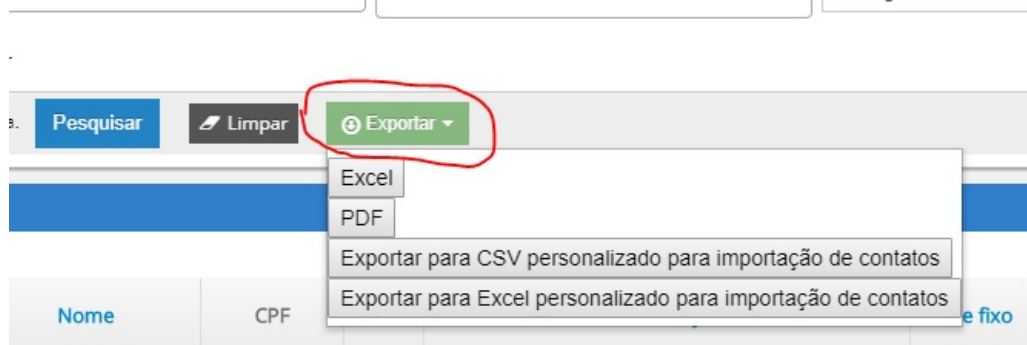 a.
Pesquisar
Limpar
Exportar
Excel
PDF
Exportar para CSV personalizado para importação de contatos
Exportar para Excel personalizado para importação de contatos
Nome
CPF
e fixo